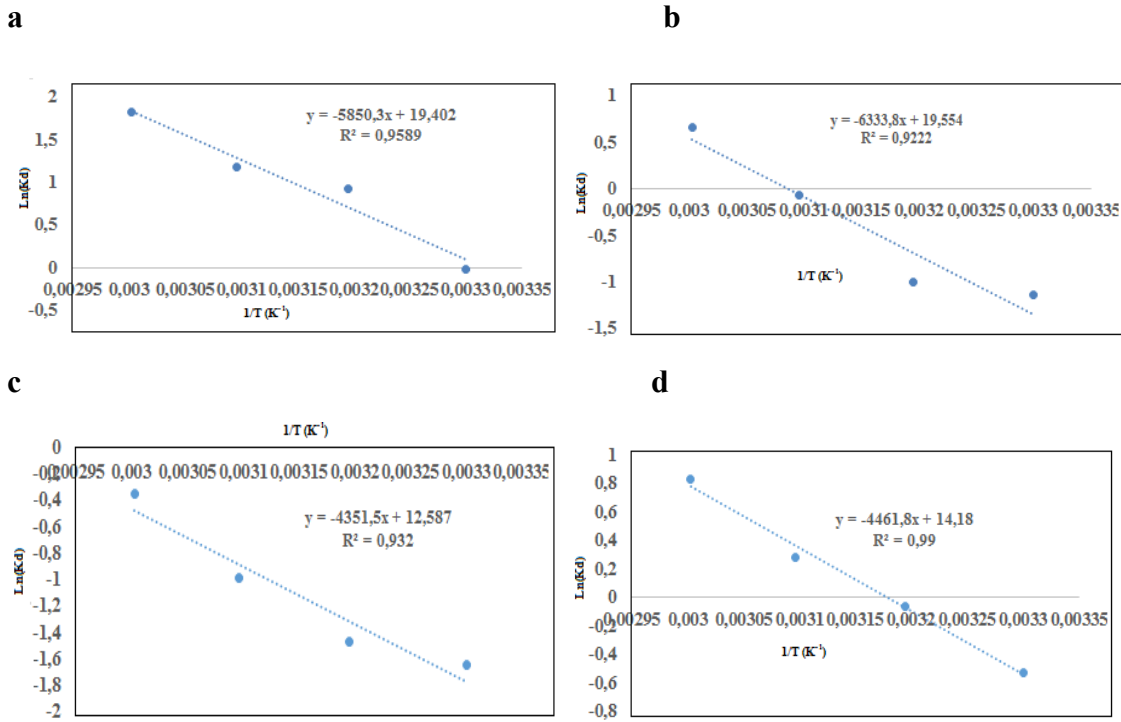 a
b
2
1,5
1
0,5
0
-0,5
Ln(Kd)
y = -5850,3x + 19,402
R² = 0,9589
0,00295 0,003 0,00305 0,0031 0,00315 0,0032 0,00325 0,0033 0,00335
1/T (K⁻¹)
1
0,5
0
-0,5
-1
-1,5
Ln(Kd)
y = -6333,8x + 19,554
R² = 0,9222
0,00295 0,003 0,00305 0,0031 0,00315 0,0032 0,00325 0,0033 0,00335
1/T (K⁻¹)
c
d
1/T (K⁻¹)
0
-0,2
-0,4
-0,6
-0,8
-1
-1,2
-1,4
-1,6
-1,8
-2
Ln(Kd)
0,00295 0,003 0,00305 0,0031 0,00315 0,0032 0,00325 0,0033 0,00335
y = -4351,5x + 12,587
R² = 0,932
1
0,8
0,6
0,4
0,2
0
-0,2
-0,4
-0,6
-0,8
Ln(Kd)
y = -4461,8x + 14,18
R² = 0,99
0,00295 0,003 0,00305 0,0031 0,00315 0,0032 0,00325 0,0033 0,00335
1/T (K⁻¹)